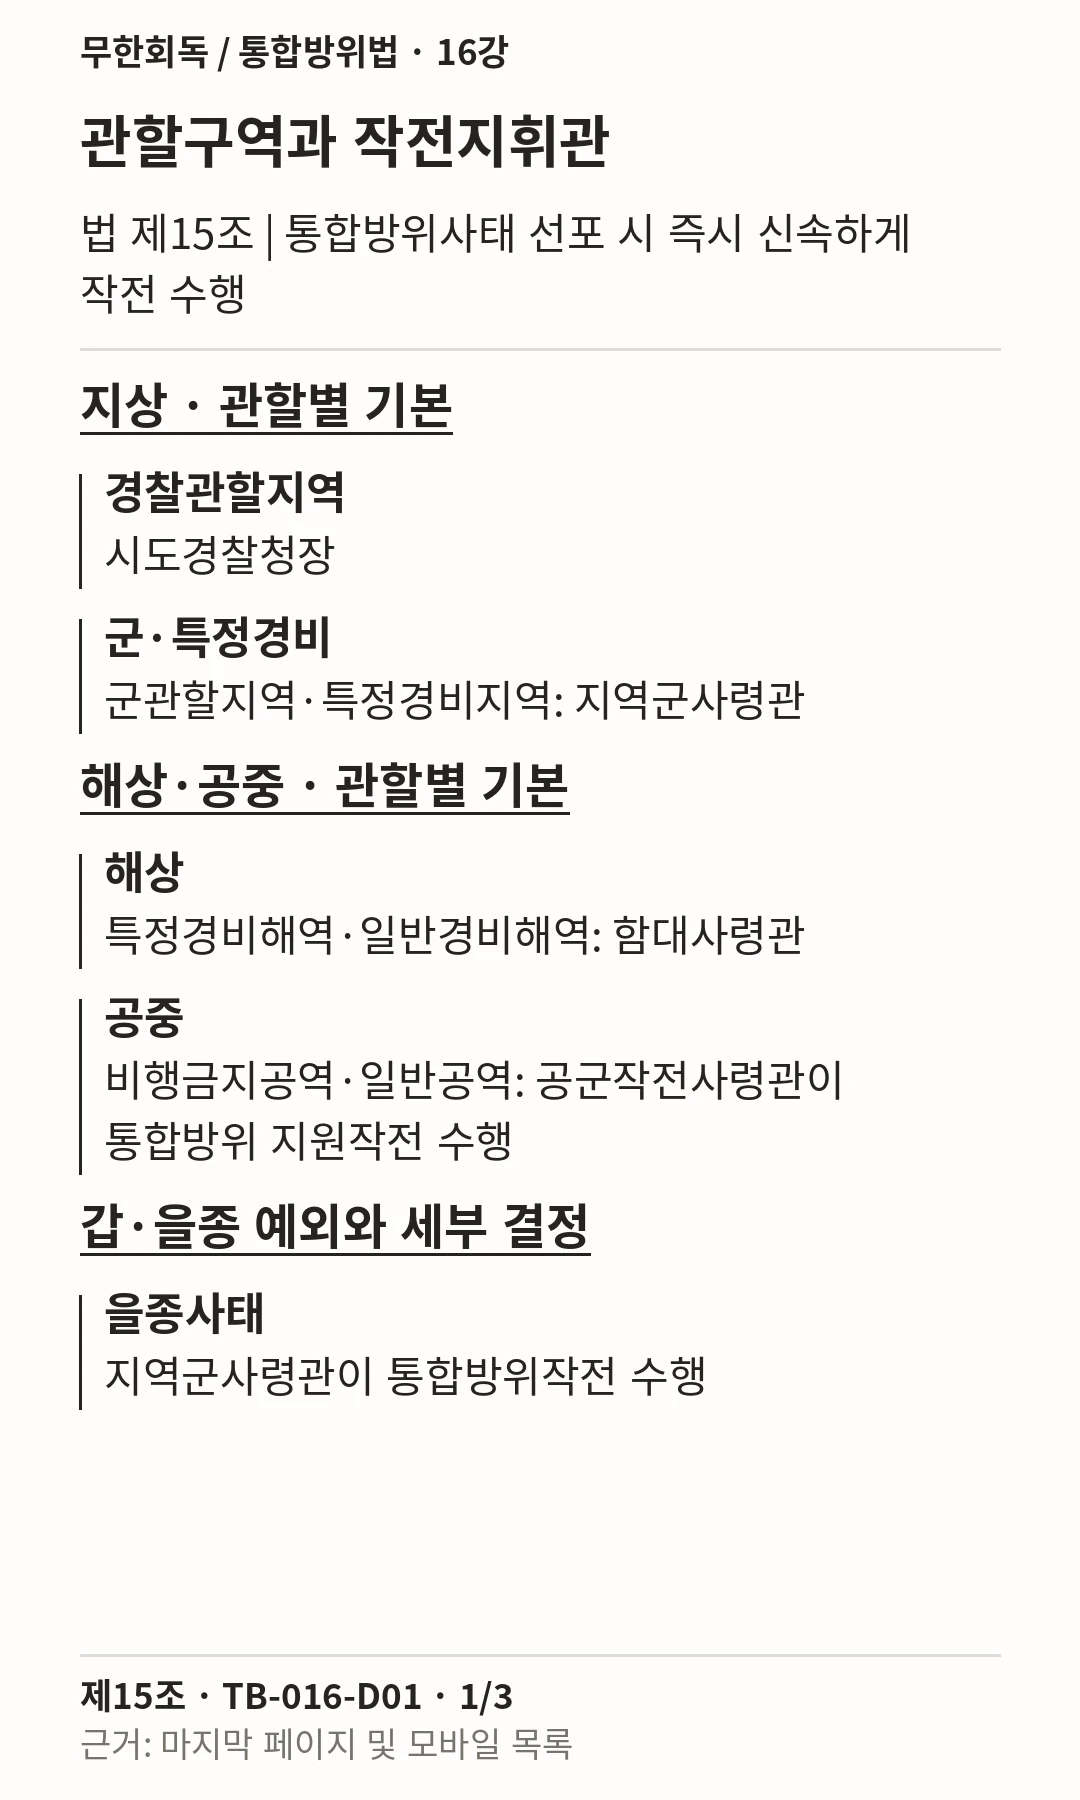 무한회독 / 통합방위법 · 16강
관할구역과 작전지휘관
법 제15조 | 통합방위사태 선포 시 즉시 신속하게
작전 수행
지상 · 관할별 기본
경찰관할지역
시도경찰청장
군·특정경비
군관할지역·특정경비지역: 지역군사령관
해상·공중 · 관할별 기본
해상
특정경비해역·일반경비해역: 함대사령관
공중
비행금지공역·일반공역: 공군작전사령관이
통합방위 지원작전 수행
갑·을종 예외와 세부 결정
을종사태
지역군사령관이 통합방위작전 수행
제15조 · TB-016-D01 · 1/3
근거: 마지막 페이지 및 모바일 목록